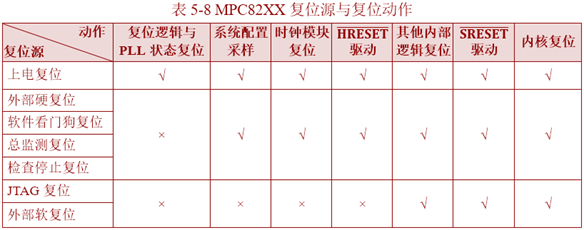 表 5-8 MPC82XX 复位源与复位动作
动作
复位源
复位逻辑与
PLL 状态复位
系统配置
采样
时钟模块
复位
HRESET
驱动
其他内部
逻辑复位
SRESET
驱动
内核复位
上电复位 √ √ √ √ √ √ √
外部硬复位
软件看门狗复位
总监测复位
检查停止复位
× √ √ √ √ √ √
JTAG 复位
外部软复位
× × × × √ √ √